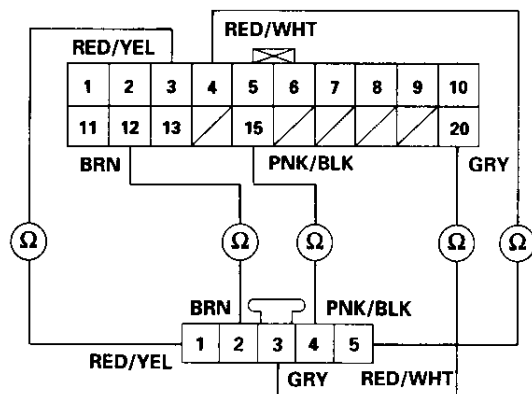 RED/YEL RED/WHT
1 2 3 4 5 6 7 8 9 10
11 12 13 15 20
BRN PNK/BLK GRY
Ω Ω Ω Ω Ω
BRN PNK/BLK
1 2 3 4 5
RED/YEL GRY RED/WHT